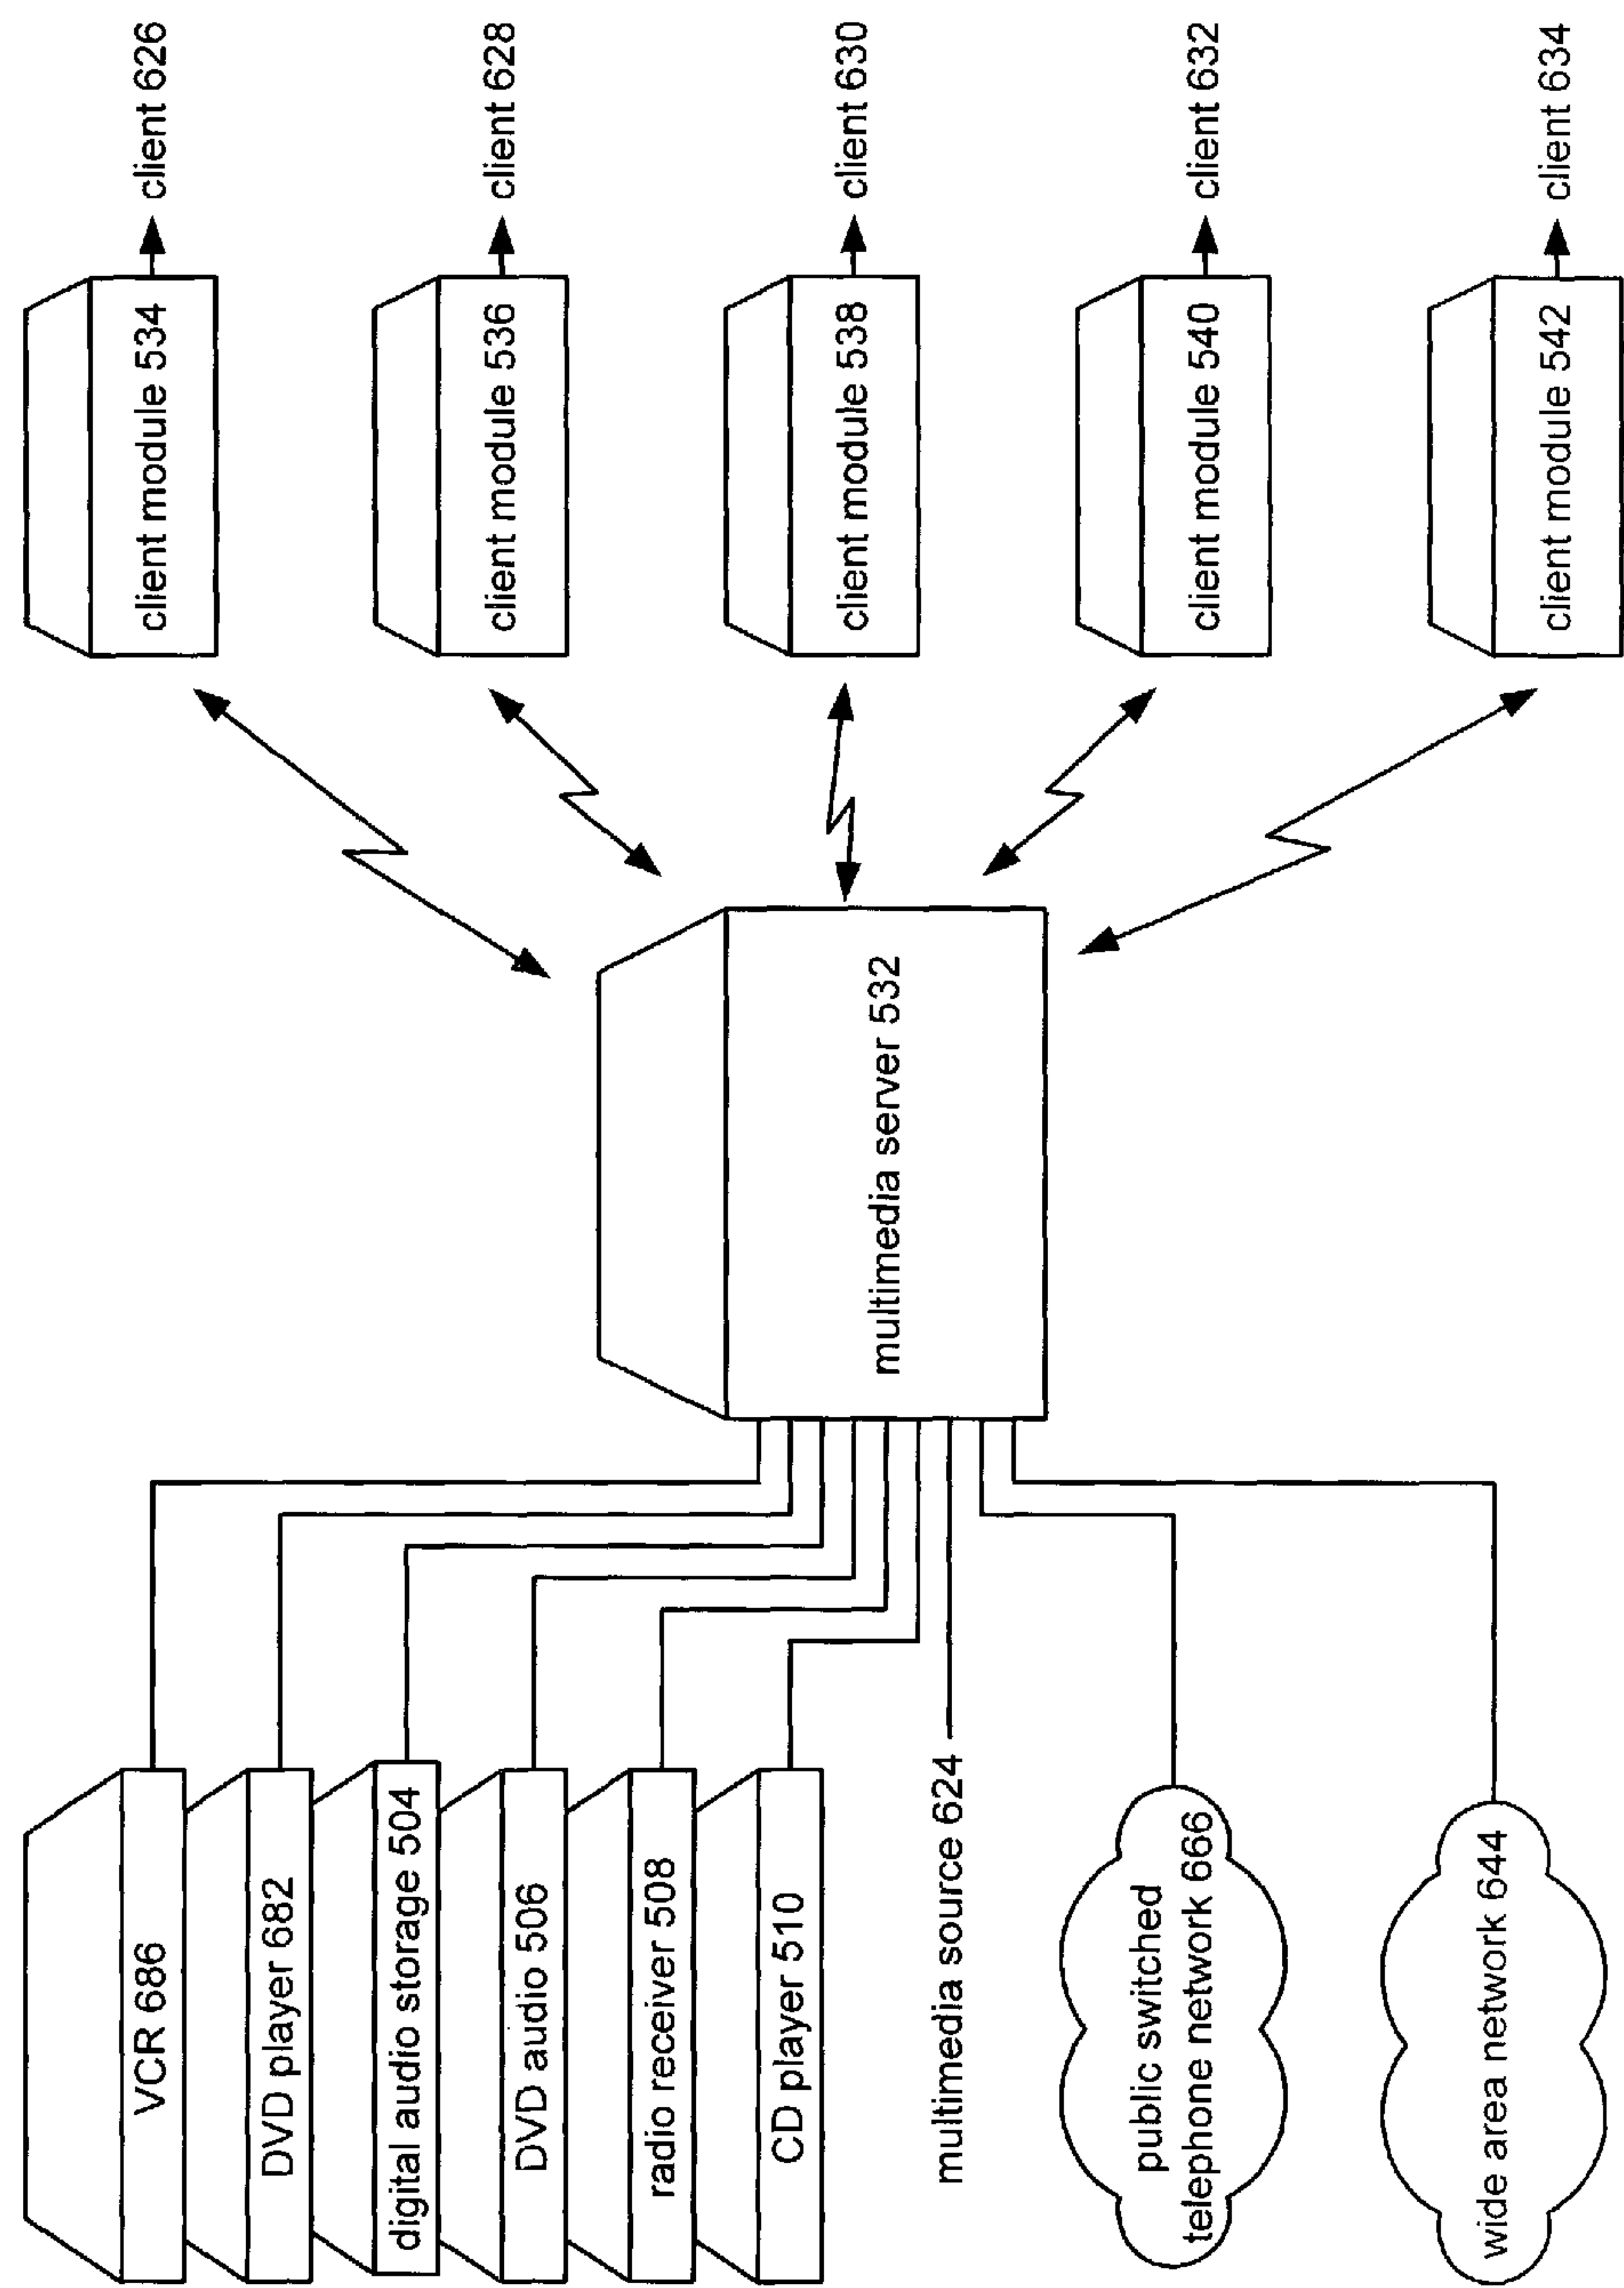 VCR 686
DVD player 682
digital audio storage 504
DVD audio 506
radio receiver 508
CD player 510
multimedia source 624
public switched
telephone network 666
wide area network 644
multimedia server 532
client module 534
client 626
client module 536
client 628
client module 538
client 630
client module 540
client 632
client module 542
client 634